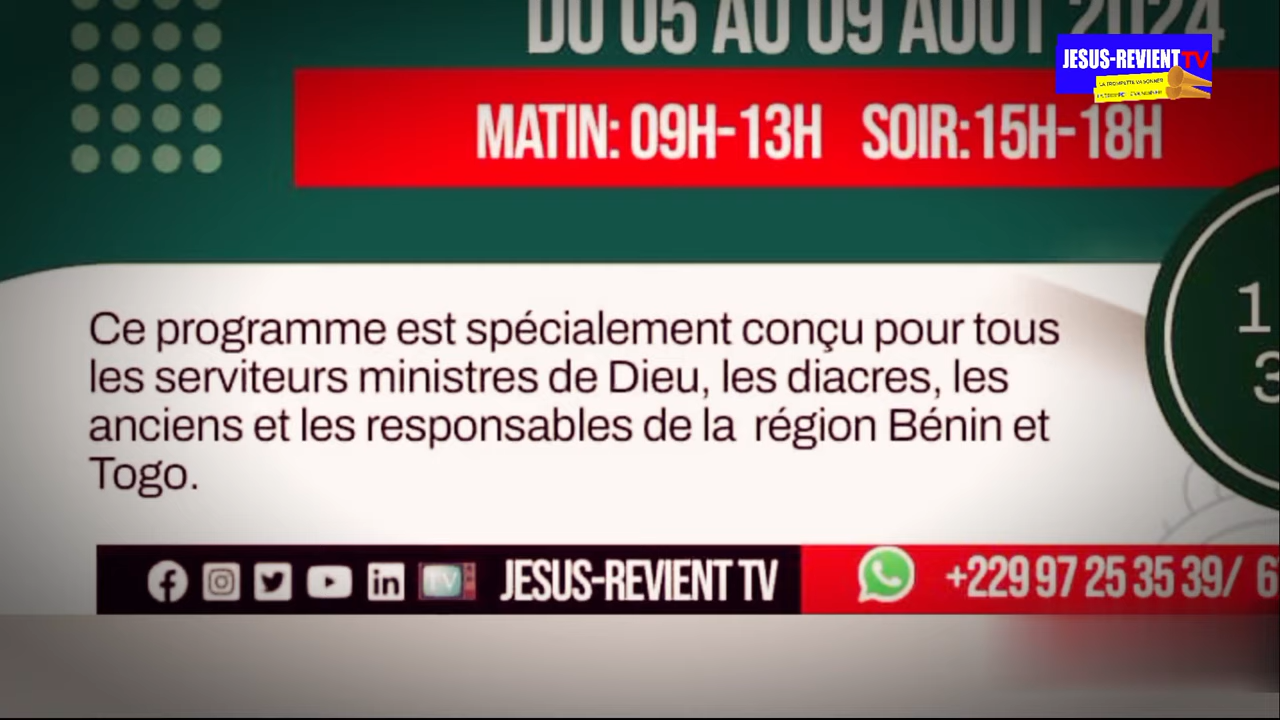 DU 05 AU 09 AOUT 2024
JESUS-REVIENT TV
MATIN: 09H-13H SOIR:15H-18H
Ce programme est spécialement conçu pour tous
les serviteurs ministres de Dieu, les diacres, les
anciens et les responsables de la région Bénin et
Togo.
JESUS-REVIENT TV
+229 97 25 35 39/ 6